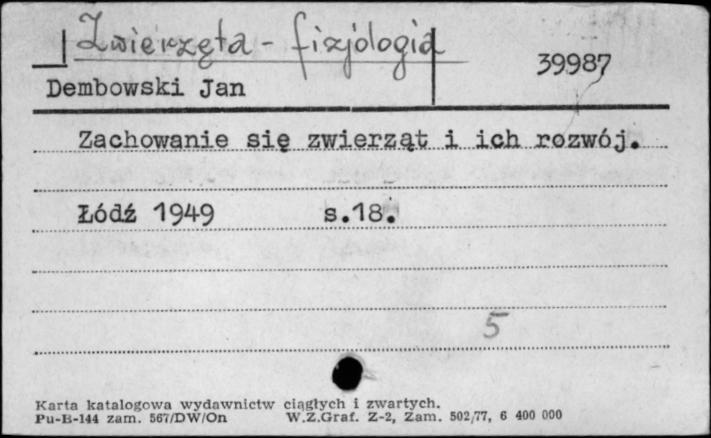 Zwierzęta - fizjologia
39987
Dembowski Jan
Zachowanie się zwierząt i ich rozwój.
Łódź 1949 s.18.
5
Karta katalogowa wydawnictw ciągłych i zwartych.
Pu-B-144 zam. 567/DW/On W.Z.Graf. Z-2, Zam. 502/77, 6 400 000